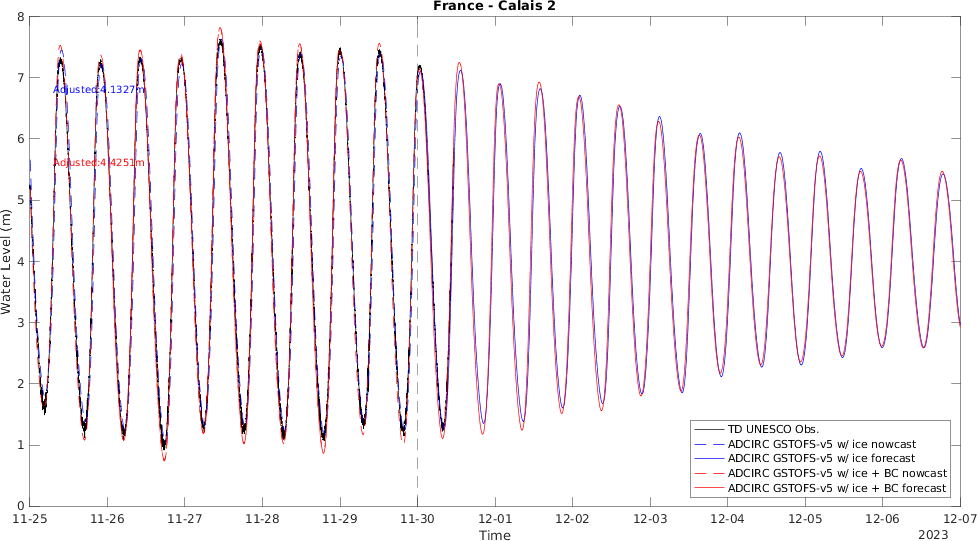 France - Calais 2
8
7
6
5
4
3
2
1
0
Water Level (m)
Adjusted:4.1327m
Adjusted:4.4251m
TD UNESCO Obs.
ADCIRC GSTOFS-v5 w/ ice nowcast
ADCIRC GSTOFS-v5 w/ ice forecast
ADCIRC GSTOFS-v5 w/ ice + BC nowcast
ADCIRC GSTOFS-v5 w/ ice + BC forecast
11-25 11-26 11-27 11-28 11-29 11-30 12-01 12-02 12-03 12-04 12-05 12-06 12-07
Time
2023